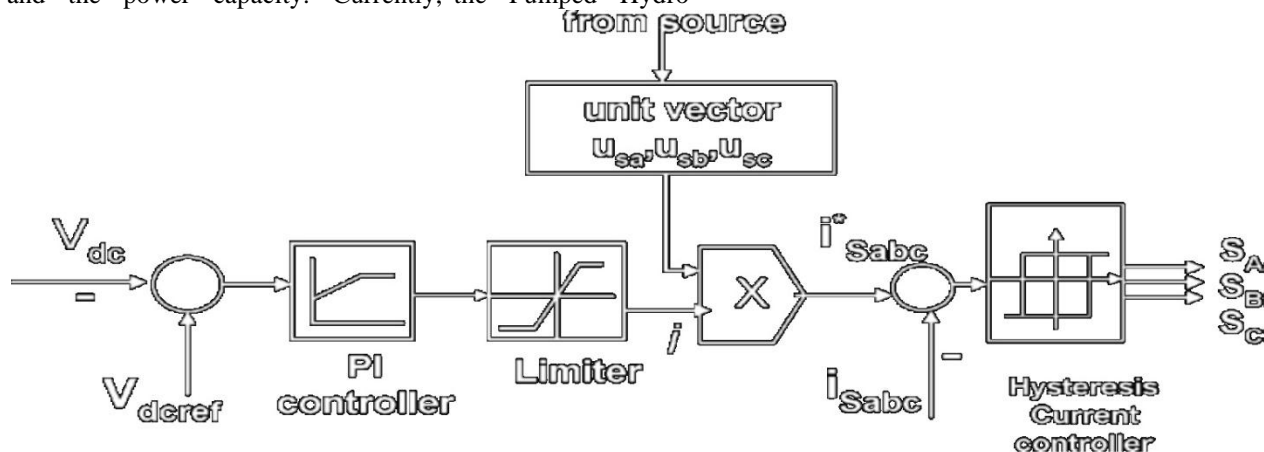 and the power capacity. Currently, the Pumped Hydro
from source
unit vector
usa,usb,usc
Vdc
-
Vdcref
PI
controller
Limiter
i
X
i*Sabc
iSabc
-
Hysteresis
Current
controller
SA
SB
SC